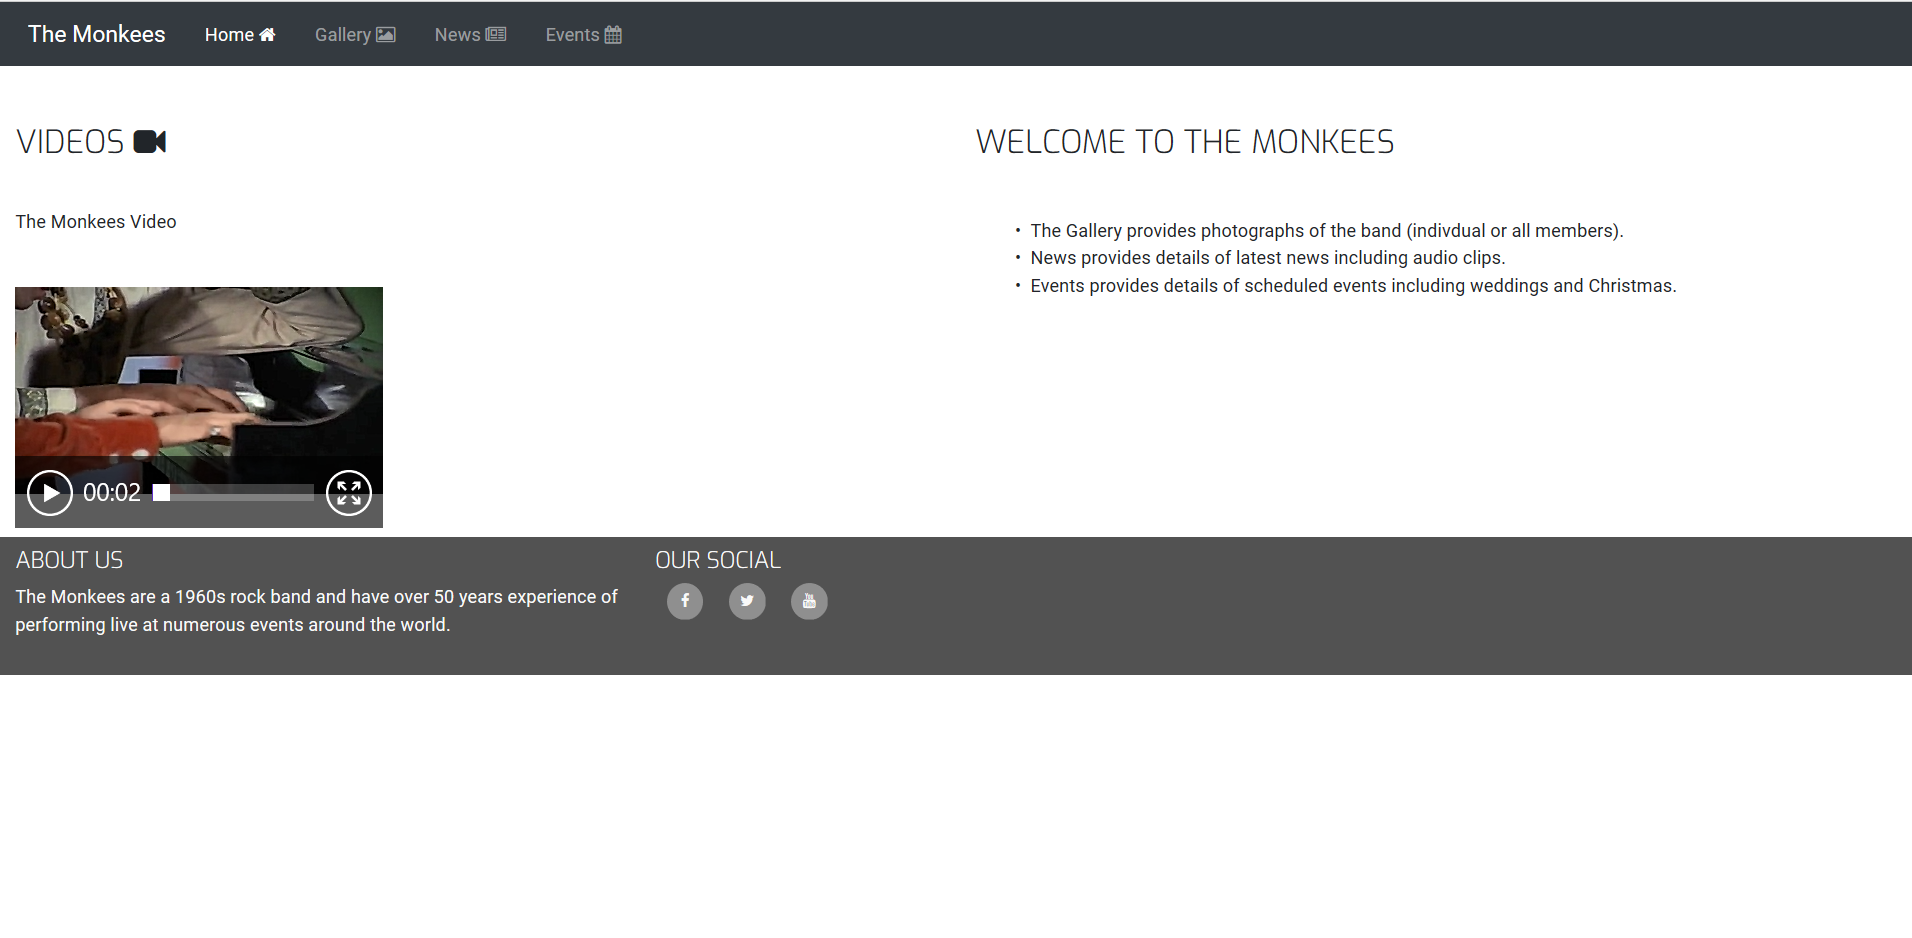 The Monkees Home Gallery News Events
VIDEOS
The Monkees Video
00:02
WELCOME TO THE MONKEES
• The Gallery provides photographs of the band (indivdual or all members).
• News provides details of latest news including audio clips.
• Events provides details of scheduled events including weddings and Christmas.
ABOUT US
The Monkees are a 1960s rock band and have over 50 years experience of
performing live at numerous events around the world.
OUR SOCIAL
You Tube